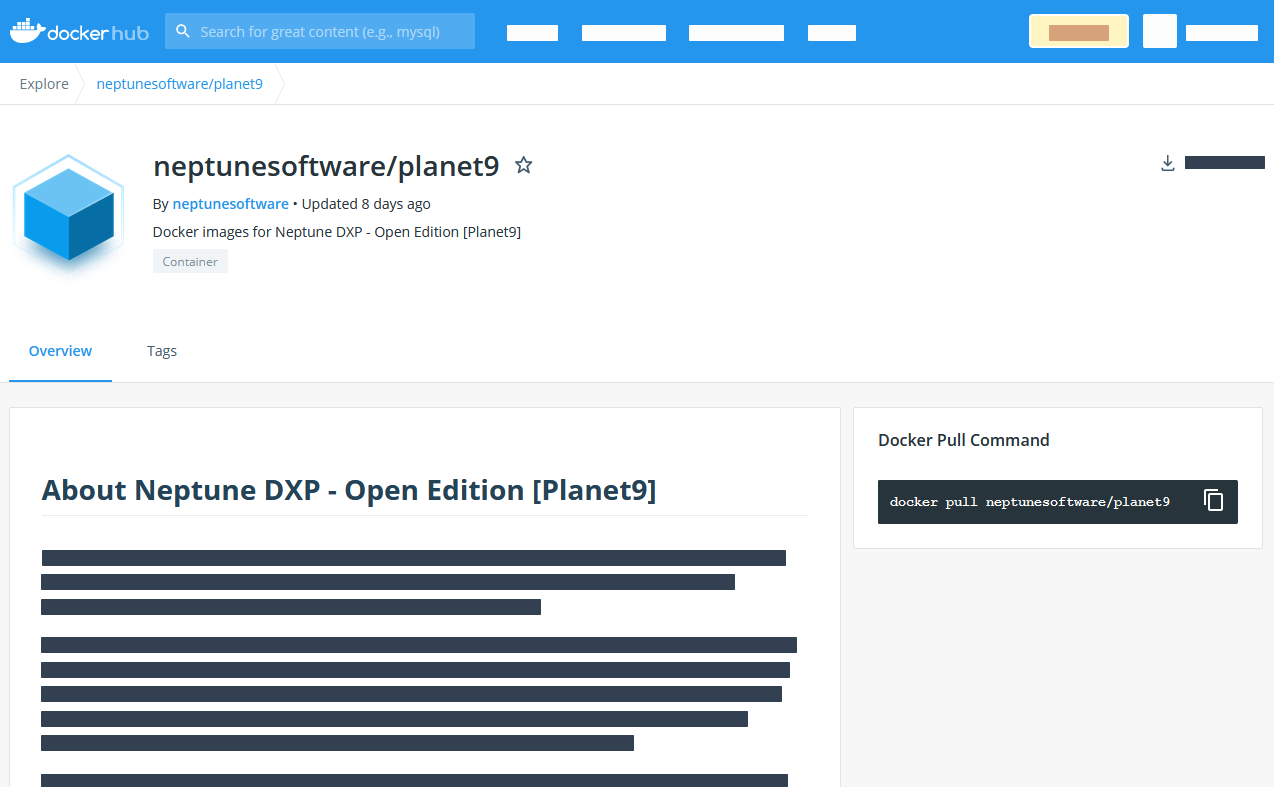 docker hub
Search for great content (e.g., mysql)
Explore
neptunesoftware/planet9
neptunesoftware/planet9
By neptunesoftware • Updated 8 days ago
Docker images for Neptune DXP - Open Edition [Planet9]
Container
Overview
Tags
About Neptune DXP - Open Edition [Planet9]
Docker Pull Command
docker pull neptunesoftware/planet9